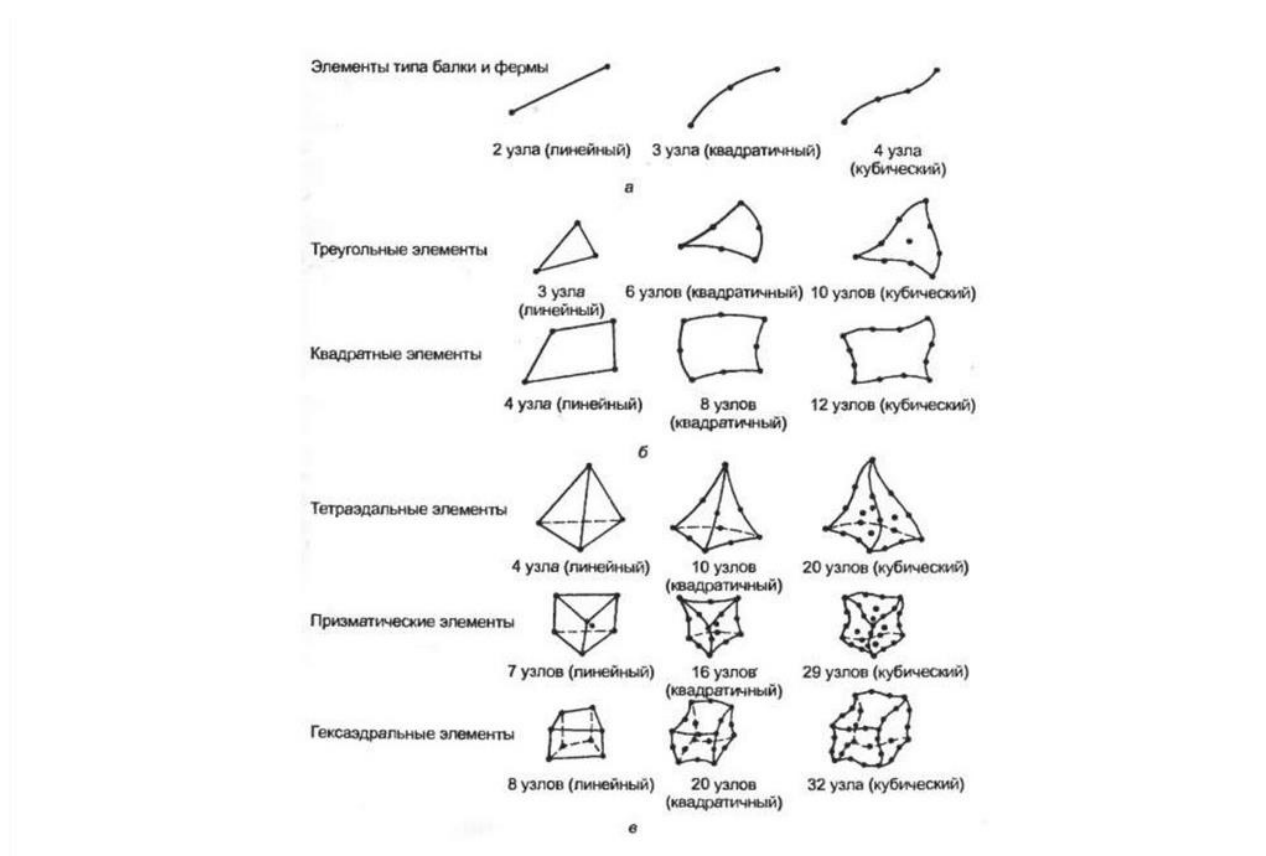 Элементы типа балки и фермы
2 узла (линейный) 3 узла (квадратичный) 4 узла
(кубический)
а
Треугольные элементы
3 узла 6 узлов (квадратичный) 10 узлов (кубический)
(линейный)
Квадратные элементы
4 узла (линейный) 8 узлов 12 узлов (кубический)
(квадратичный)
б
Тетраэдальные элементы
4 узла (линейный) 10 узлов 20 узлов (кубический)
(квадратичный)
Призматические элементы
7 узлов (линейный) 16 узлов 29 узлов (кубический)
(квадратичный)
Гексаэдральные элементы
8 узлов (линейный) 20 узлов 32 узла (кубический)
(квадратичный)
в